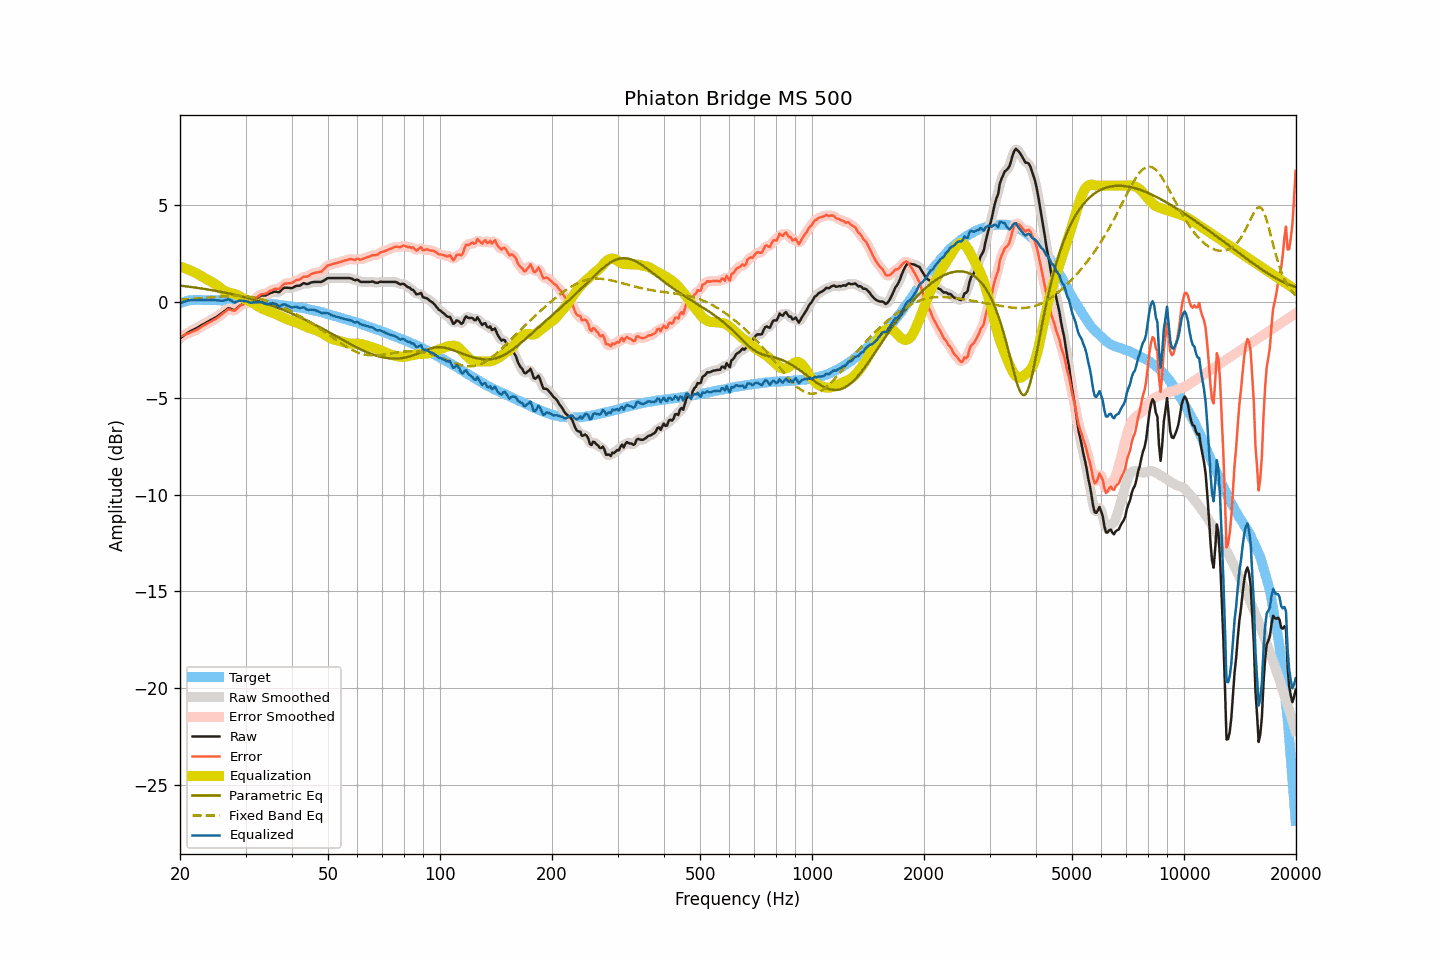 Phiaton Bridge MS 500
Amplitude (dBr)
5
0
−5
−10
−15
−20
−25
Target
Raw Smoothed
Error Smoothed
Raw
Error
Equalization
Parametric Eq
Fixed Band Eq
Equalized
20 50 100 200 500 1000 2000 5000 10000 20000
Frequency (Hz)